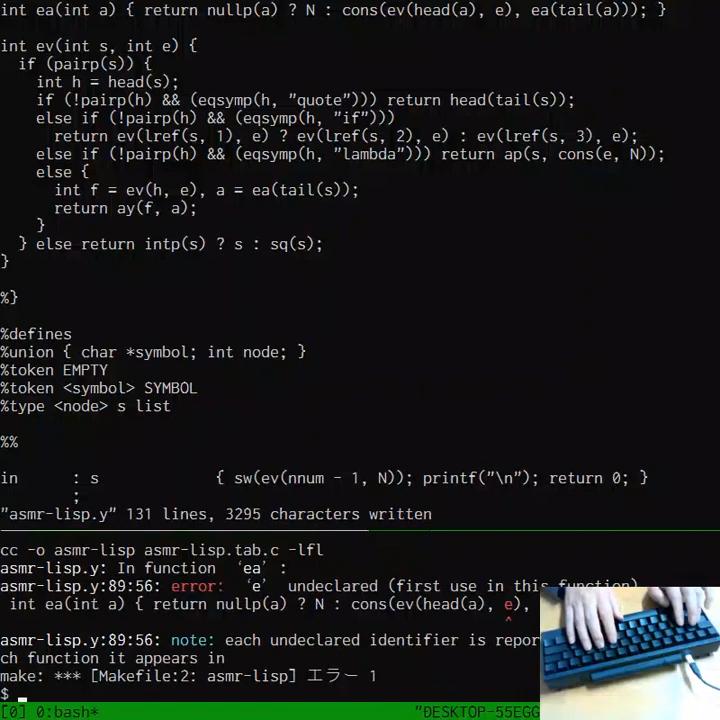 int ea(int a) { return nullp(a) ? N : cons(ev(head(a), e), ea(tail(a))); }
int ev(int s, int e) {
if (pairp(s)) {
int h = head(s);
if (!pairp(h) && (eqsymp(h, "quote"))) return head(tail(s));
else if (!pairp(h) && (eqsymp(h, "if")))
return ev(lref(s, 1), e) ? ev(lref(s, 2), e) : ev(lref(s, 3), e);
else if (!pairp(h) && (eqsymp(h, "lambda"))) return ap(s, cons(e, N));
else {
int f = ev(h, e), a = ea(tail(s));
return ay(f, a);
}
} else return intp(s) ? s : sq(s);
}
%}
%defines
%union { char *symbol; int node; }
%token EMPTY
%token <symbol> SYMBOL
%type <node> s list
%%
in : s { sw(ev(nnum - 1, N)); printf("\n"); return 0; }
;
"asmr-lisp.y" 131 lines, 3295 characters written
cc -o asmr-lisp asmr-lisp.tab.c -lfl
asmr-lisp.y: In function ‘ea’:
asmr-lisp.y:89:56: error: ‘e’ undeclared (first use in this function)
int ea(int a) { return nullp(a) ? N : cons(ev(head(a), e),
^
asmr-lisp.y:89:56: note: each undeclared identifier is repor
ch function it appears in
make: *** [Makefile:2: asmr-lisp] エラー 1
$
[0] 0:bash* "DESKTOP-55EGG